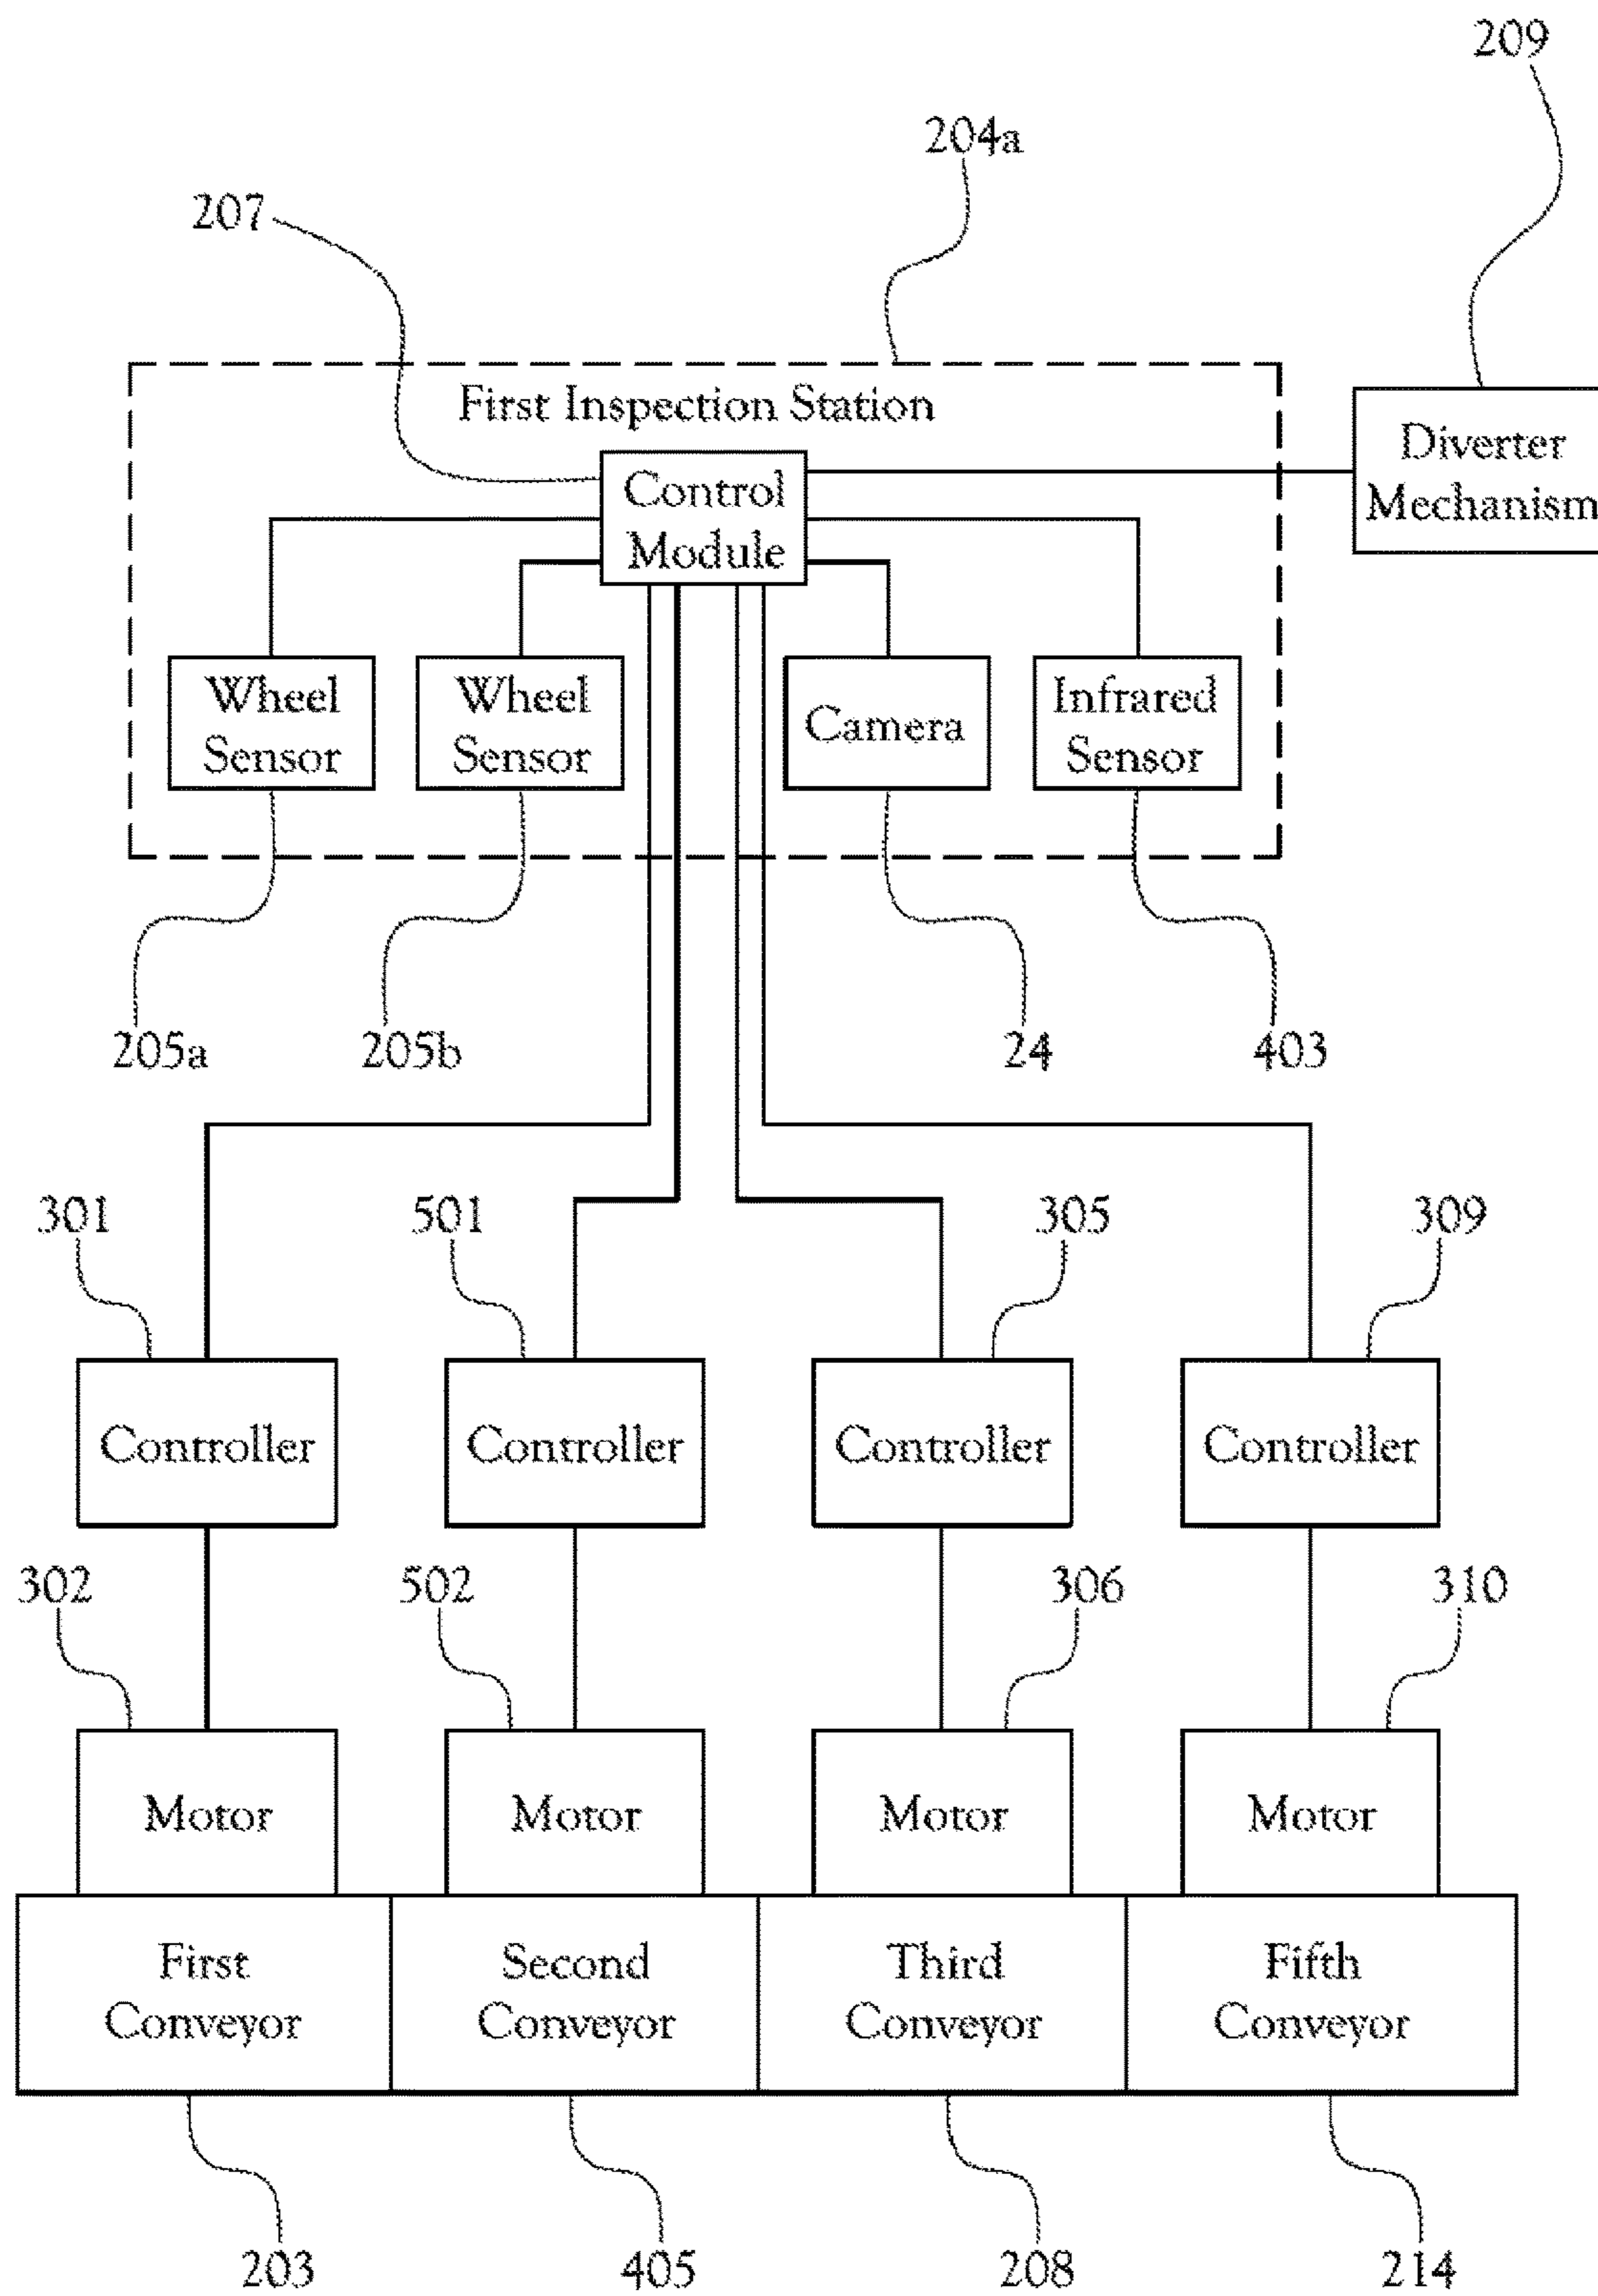 209
204a
207
First Inspection Station
Control
Module
Diverter
Mechanism
Wheel
Sensor
Wheel
Sensor
Camera
Infrared
Sensor
205a
205b
24
403
301
501
305
309
Controller
Controller
Controller
Controller
302
502
306
310
Motor
Motor
Motor
Motor
First
Conveyor
Second
Conveyor
Third
Conveyor
Fifth
Conveyor
203
405
208
214